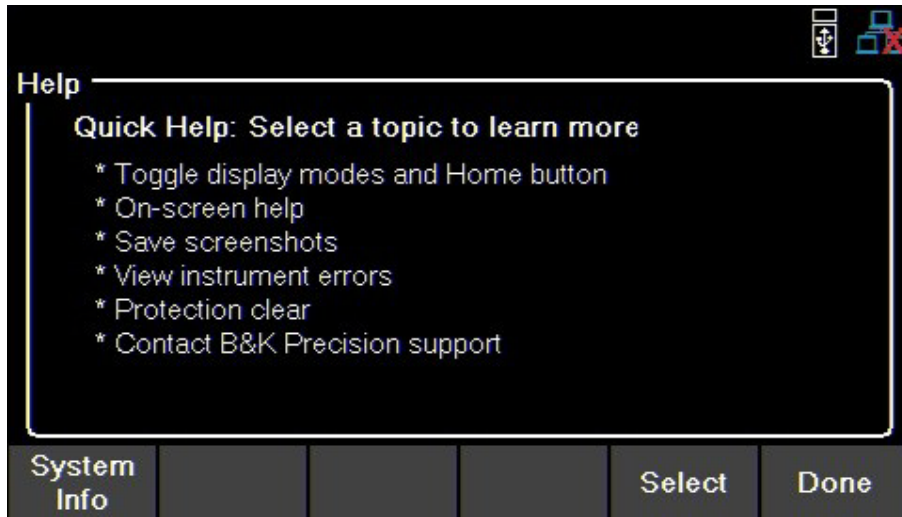 Help
Quick Help: Select a topic to learn more
* Toggle display modes and Home button
* On-screen help
* Save screenshots
* View instrument errors
* Protection clear
* Contact B&K Precision support
System
Info
Select
Done